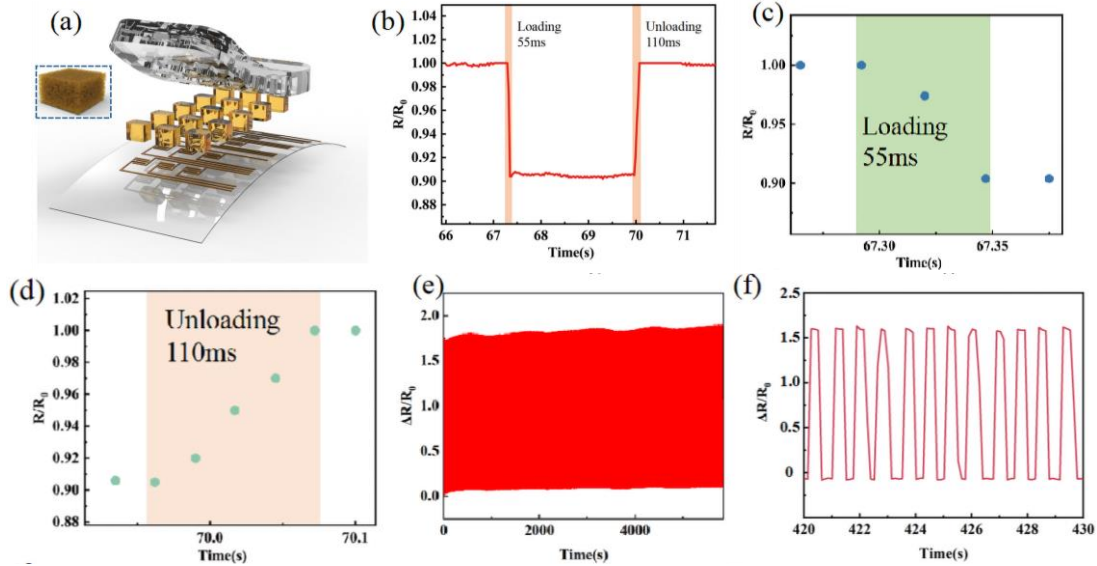 (a)
(b)
1.04
1.02
1.00
0.98
0.96
0.94
0.92
0.90
0.88
R/R0
Loading
55ms
Unloading
110ms
66 67 68 69 70 71
Time(s)
(c)
1.00
0.95
0.90
R/R0
Loading
55ms
67.30 67.35
Time(s)
(d)
1.02
1.00
0.98
0.96
0.94
0.92
0.90
0.88
R/R0
Unloading
110ms
70.0 70.1
Time(s)
(e)
2.0
1.5
1.0
0.5
0.0
ΔR/R0
0 2000 4000
Time(s)
(f)
2.5
2.0
1.5
1.0
0.5
0
ΔR/R0
420 422 424 426 428 430
Time(s)